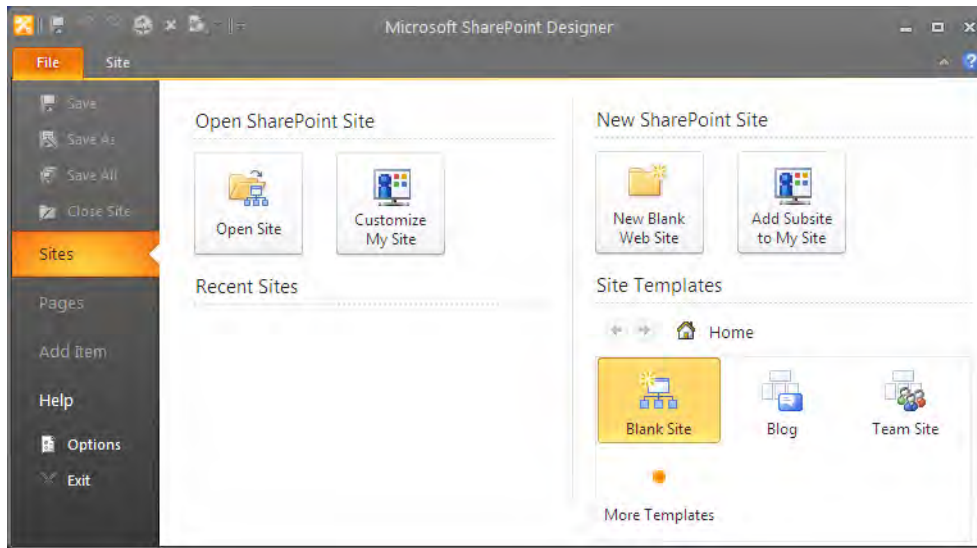 Microsoft SharePoint Designer
File
Site
Save
Save As
Save All
Close Site
Sites
Pages
Add Item
Help
Options
Exit
Open SharePoint Site
Open Site
Customize
My Site
Recent Sites
New SharePoint Site
New Blank
Web Site
Add Subsite
to My Site
Site Templates
Home
Blank Site
Blog
Team Site
More Templates